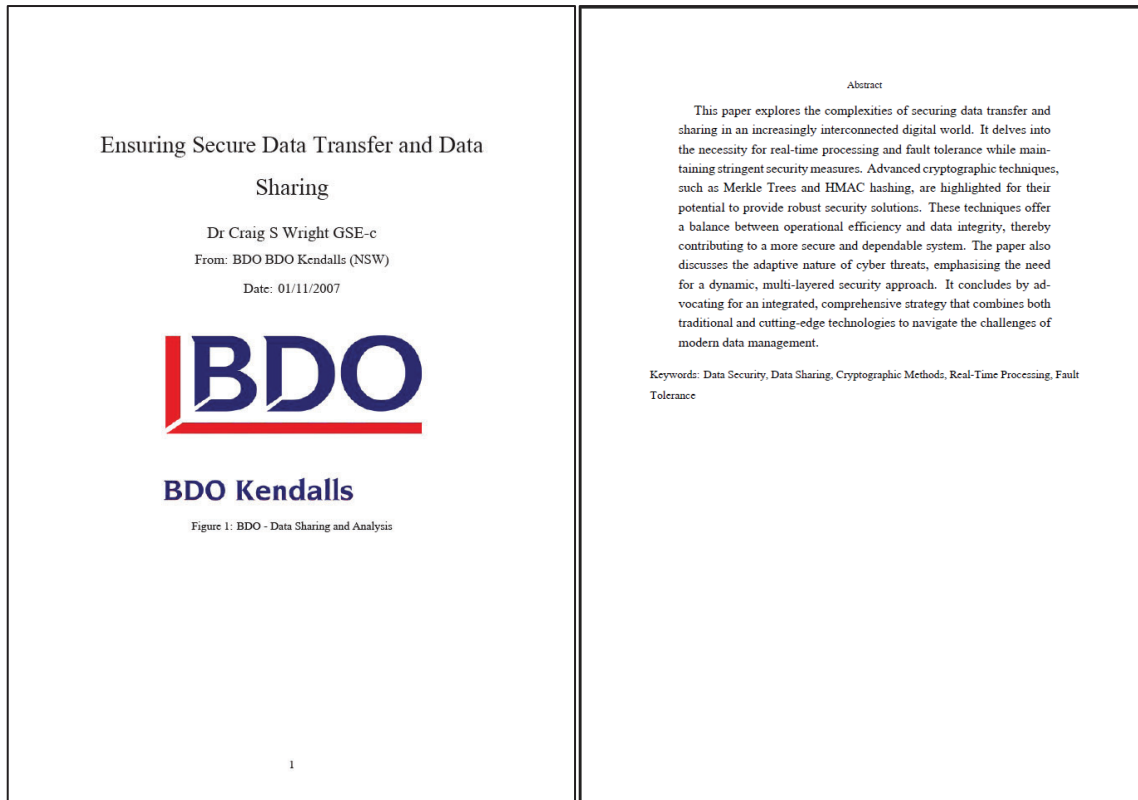 Ensuring Secure Data Transfer and Data
Sharing
Dr Craig S Wright GSE-c
From: BDO BDO Kendalls (NSW)
Date: 01/11/2007
BDO
BDO Kendalls
Figure 1: BDO - Data Sharing and Analysis
1
Abstract
This paper explores the complexities of securing data transfer and
sharing in an increasingly interconnected digital world. It delves into
the necessity for real-time processing and fault tolerance while main-
taining stringent security measures. Advanced cryptographic techniques,
such as Merkle Trees and HMAC hashing, are highlighted for their
potential to provide robust security solutions. These techniques offer
a balance between operational efficiency and data integrity, thereby
contributing to a more secure and dependable system. The paper also
discusses the adaptive nature of cyber threats, emphasising the need
for a dynamic, multi-layered security approach. It concludes by ad-
vocating for an integrated, comprehensive strategy that combines both
traditional and cutting-edge technologies to navigate the challenges of
modern data management.
Keywords: Data Security, Data Sharing, Cryptographic Methods, Real-Time Processing, Fault
Tolerance